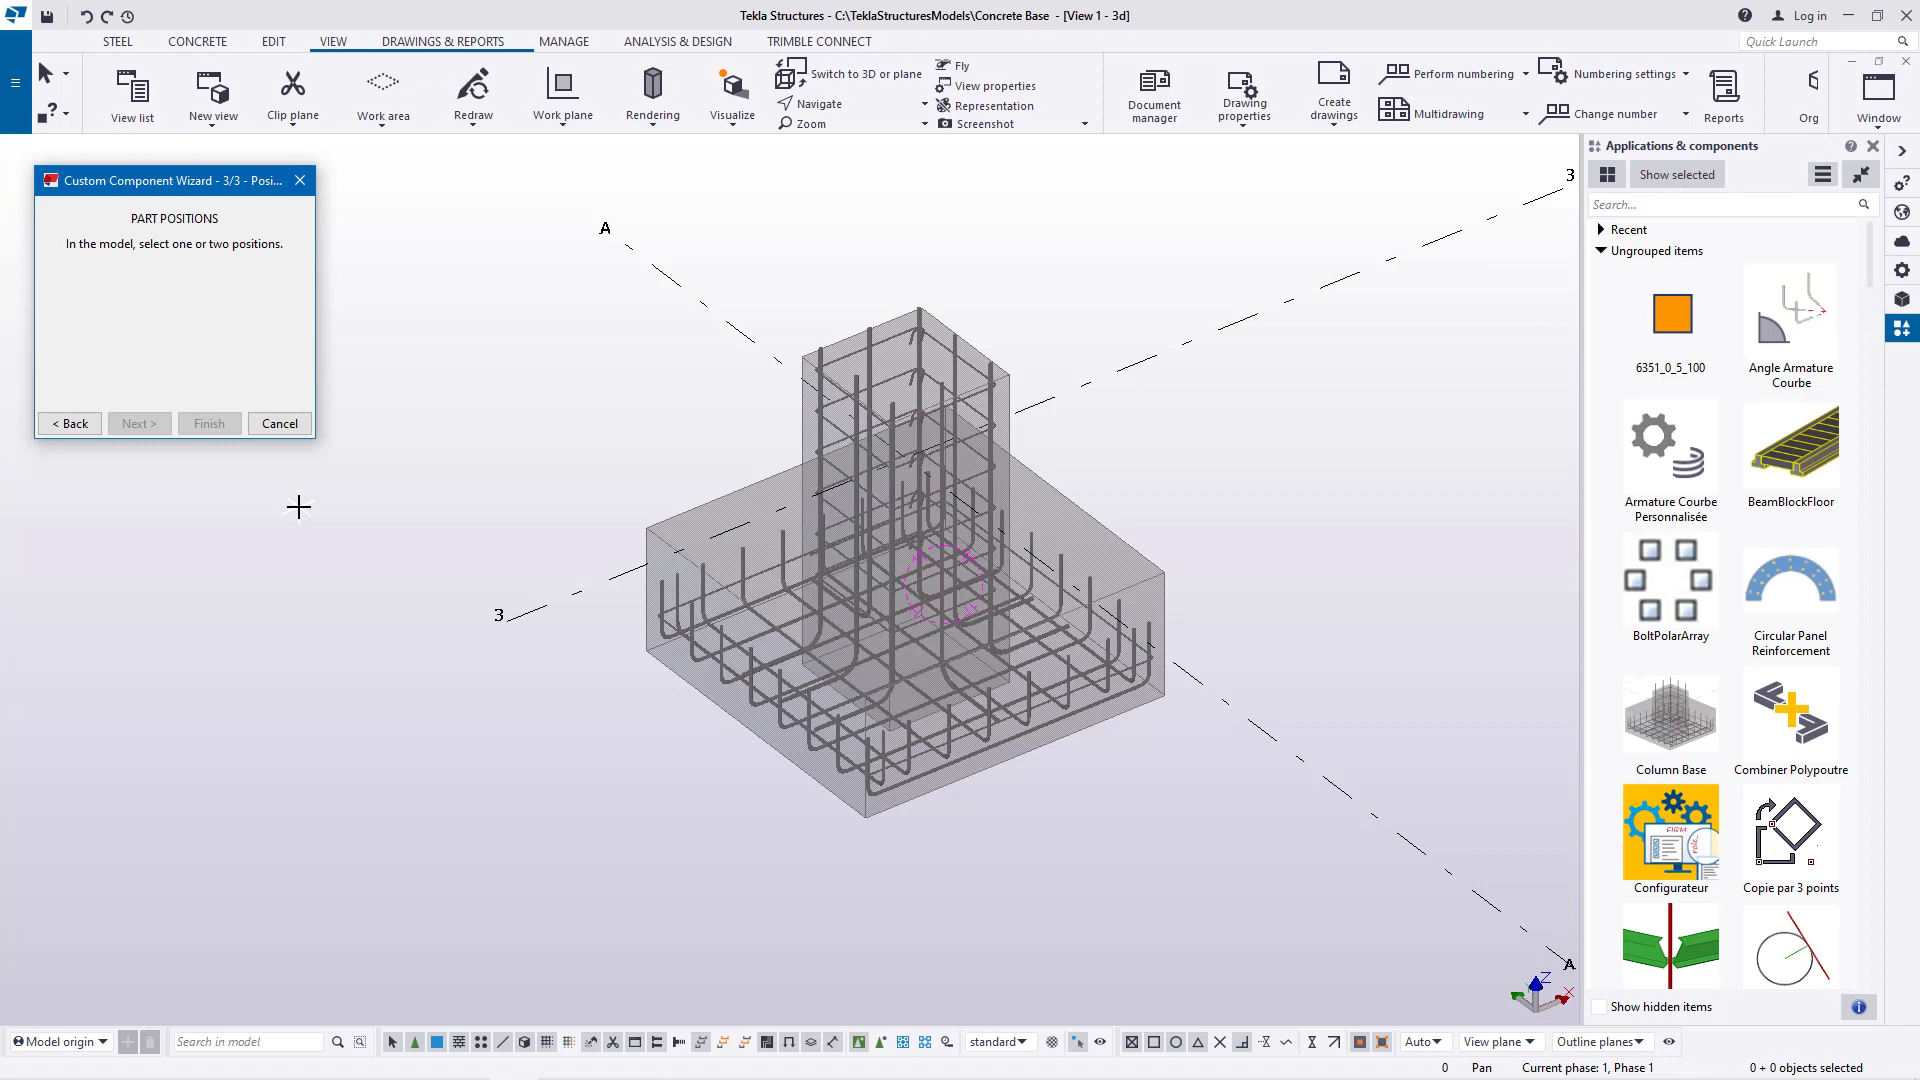 Tekla Structures - C:\TeklaStructuresModels\Concrete Base - [View 1 - 3d]
Log in
STEEL CONCRETE EDIT VIEW DRAWINGS & REPORTS MANAGE ANALYSIS & DESIGN TRIMBLE CONNECT
Quick Launch
View list
New view
Clip plane
Work area
Redraw
Work plane
Rendering
Visualize
Switch to 3D or plane
Navigate
Zoom
Fly
View properties
Representation
Screenshot
Document manager
Drawing properties
Create drawings
Perform numbering
Multidrawing
Numbering settings
Change number
Reports
Org
Window
Custom Component Wizard - 3/3 - Posi...
PART POSITIONS
In the model, select one or two positions.
< Back
Next >
Finish
Cancel
A
3
3
A
Z
X
Applications & components
Show selected
Search...
Recent
Ungrouped items
6351_0_5_100
Angle Armature
Courbe
Armature Courbe
Personnalisée
BeamBlockFloor
BoltPolarArray
Circular Panel
Reinforcement
Column Base
Combiner Polypoutre
FIRM
role.
Configurateur
Copie par 3 points
Show hidden items
Model origin
Search in model
standard
Auto
View plane
Outline planes
0
Pan
Current phase: 1, Phase 1
0 + 0 objects selected